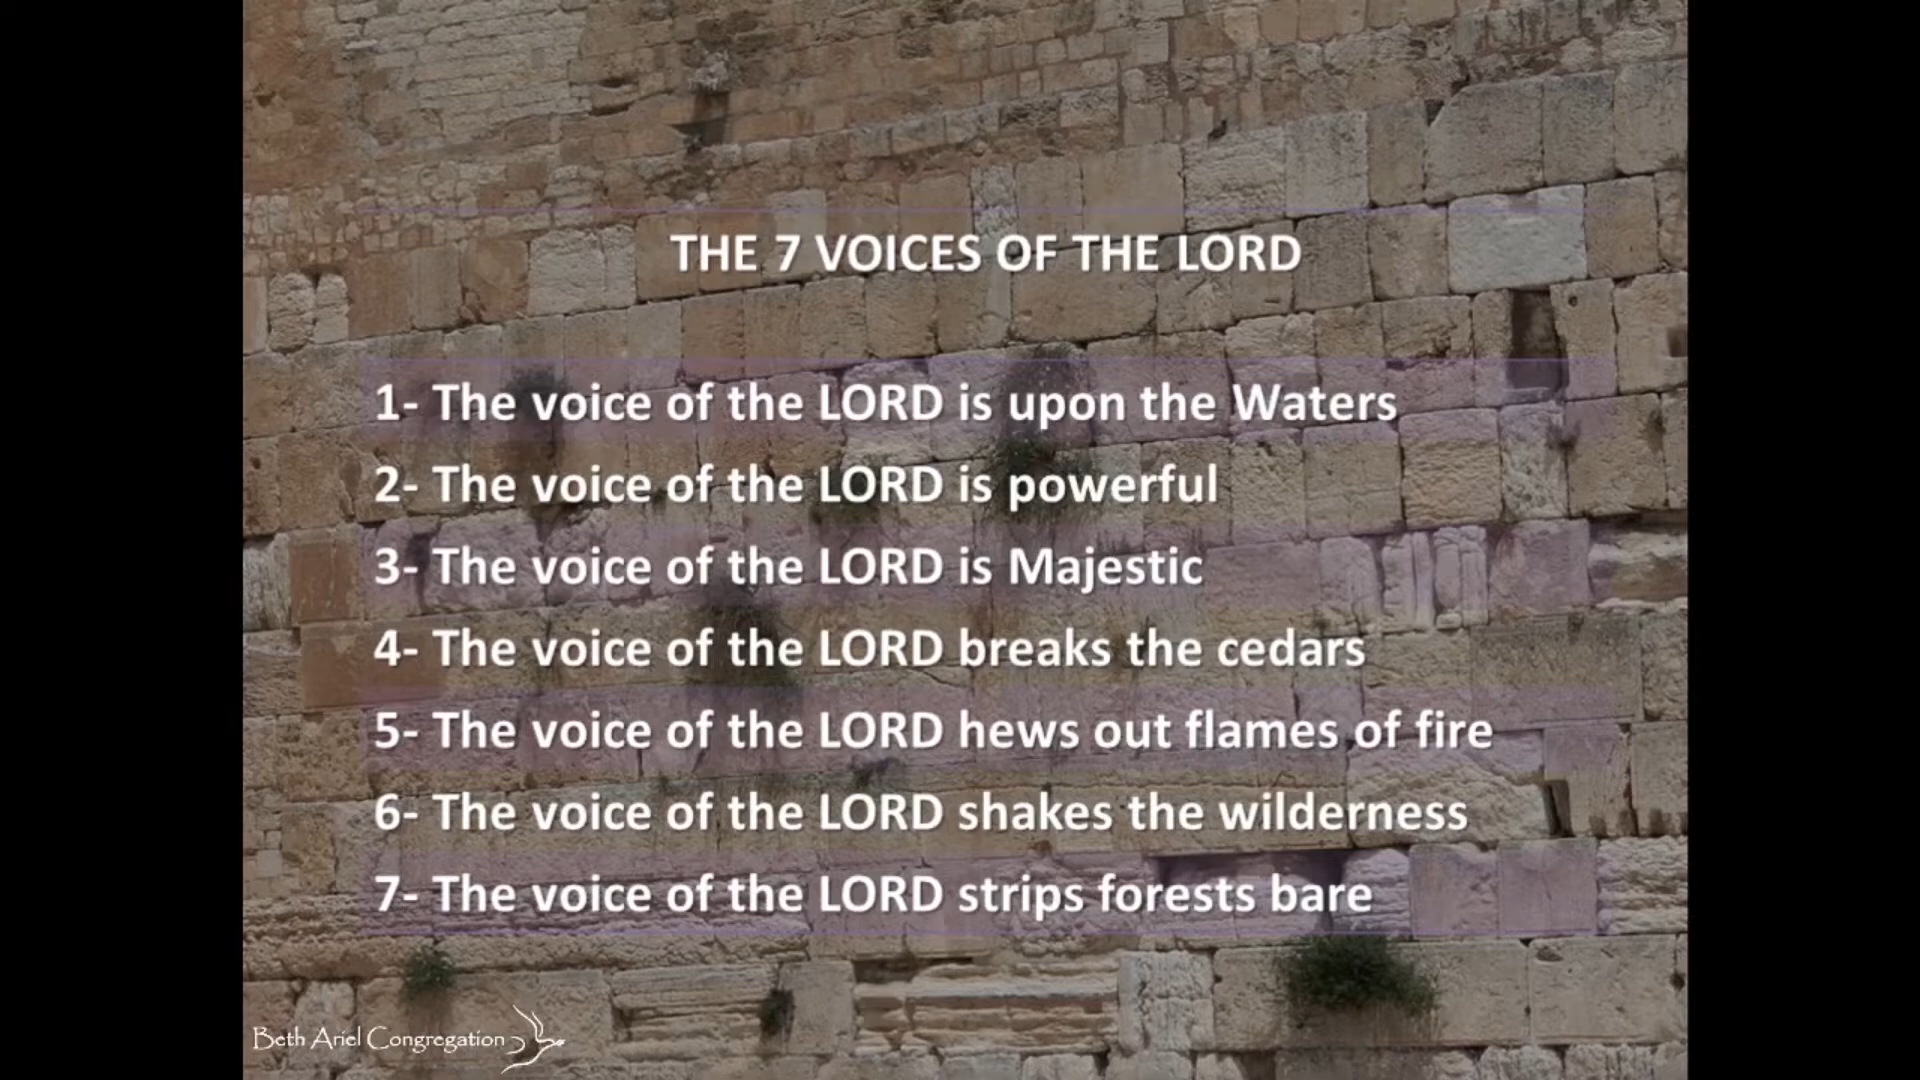 THE 7 VOICES OF THE LORD
1- The voice of the LORD is upon the Waters
2- The voice of the LORD is powerful
3- The voice of the LORD is Majestic
4- The voice of the LORD breaks the cedars
5- The voice of the LORD hews out flames of fire
6- The voice of the LORD shakes the wilderness
7- The voice of the LORD strips forests bare
Beth Ariel Congregation